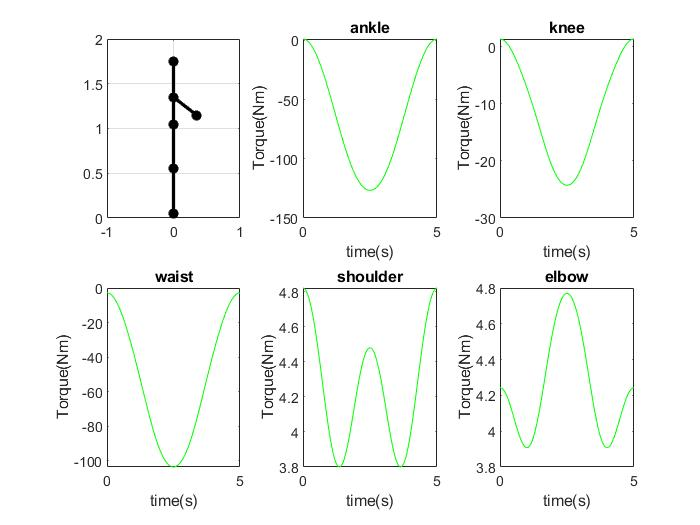 ankle
knee
2
1.5
1
0.5
0
-1
0
1
Torque(Nm)
0
-50
-100
-150
0
5
time(s)
Torque(Nm)
0
-10
-20
-30
0
5
time(s)
waist
shoulder
elbow
Torque(Nm)
0
-20
-40
-60
-80
-100
0
5
time(s)
Torque(Nm)
4.8
4.6
4.4
4.2
4
3.8
0
5
time(s)
Torque(Nm)
4.8
4.6
4.4
4.2
4
3.8
0
5
time(s)